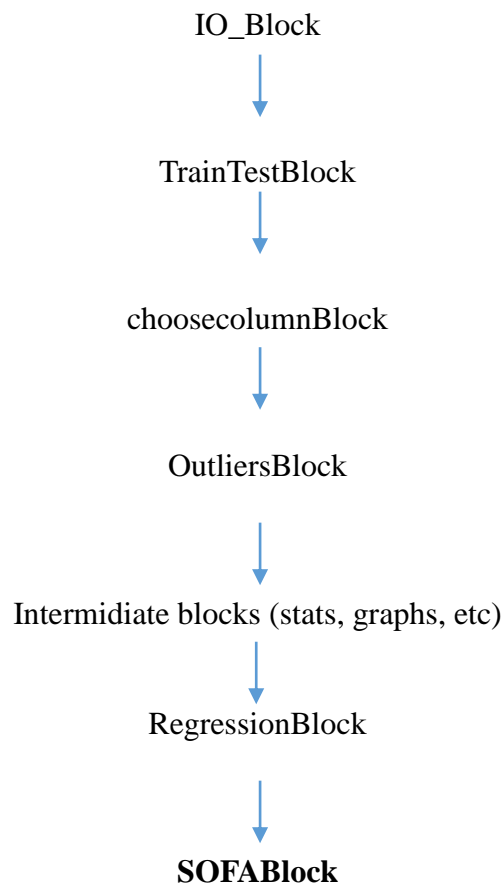 IO_Block
TrainTestBlock
choosecolumnBlock
OutliersBlock
Intermidiate blocks (stats, graphs, etc)
RegressionBlock
SOFABlock